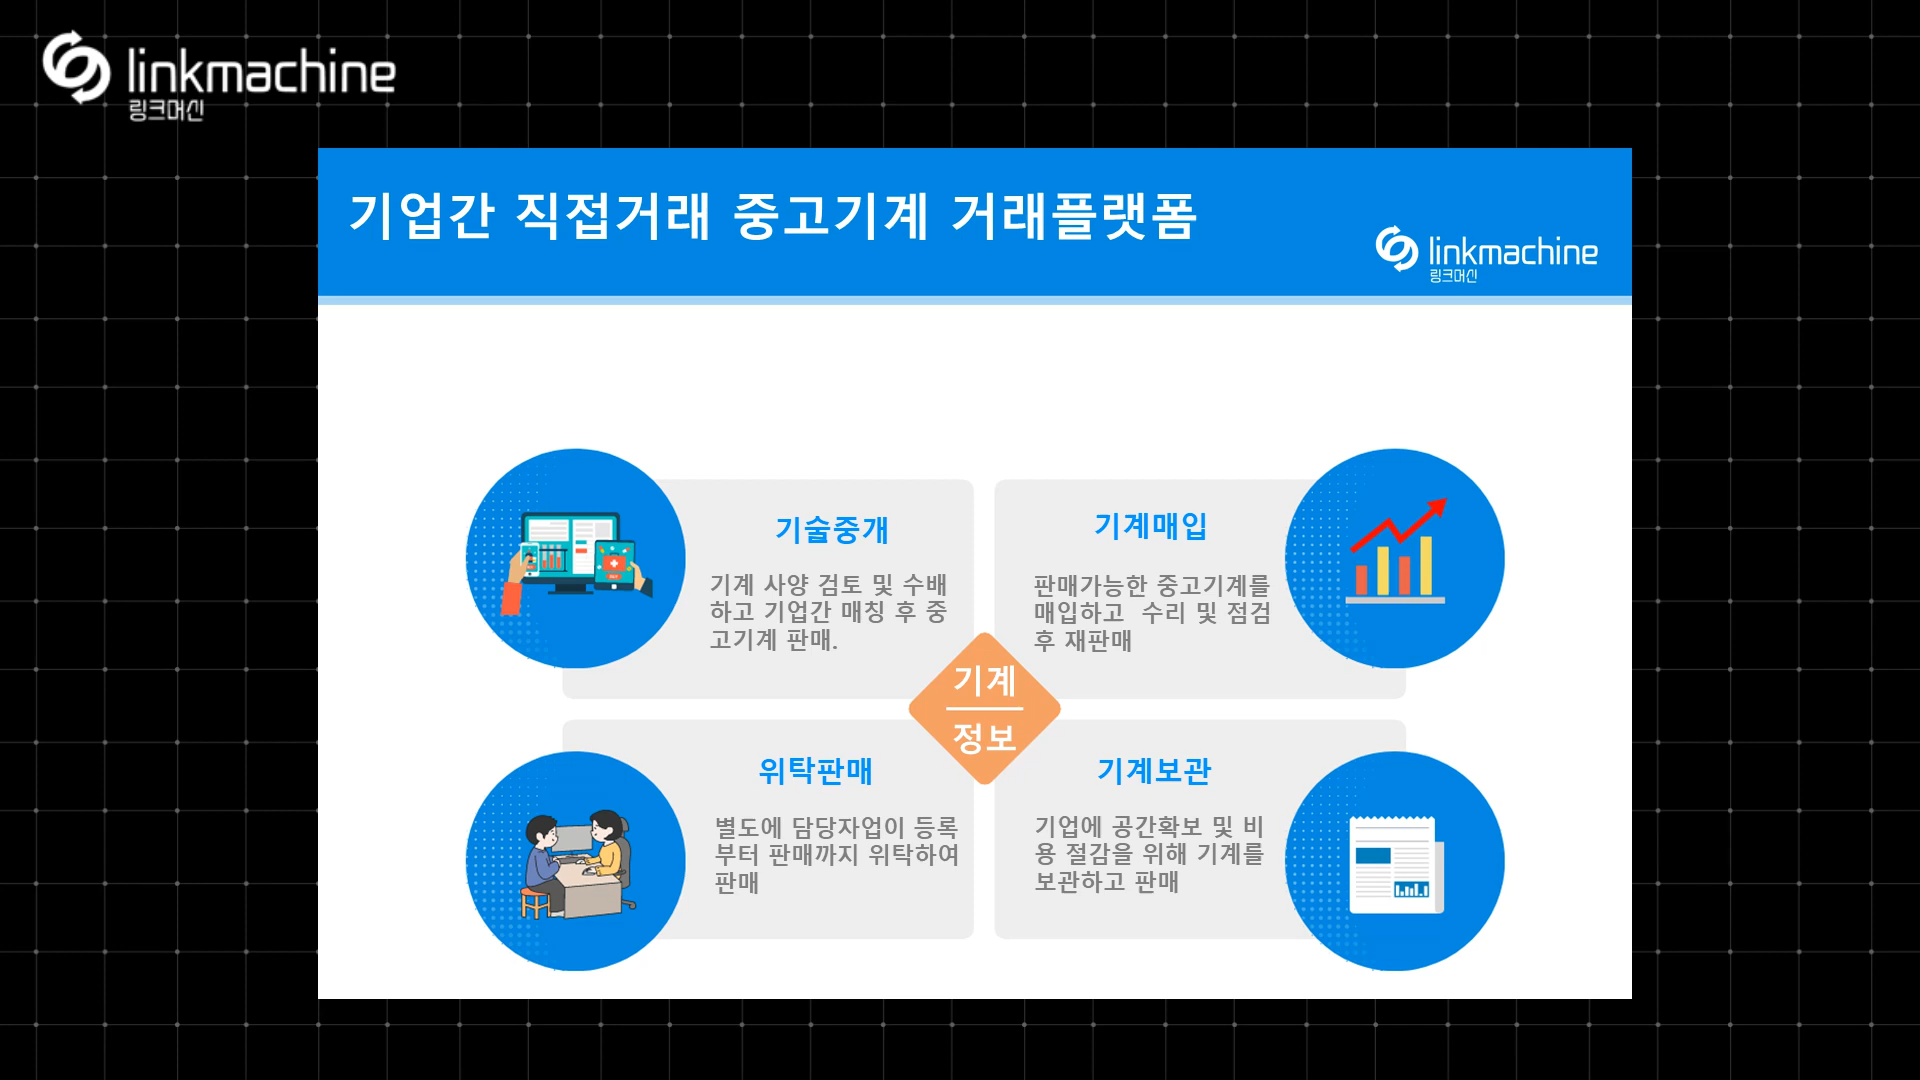 linkmachine
링크머신
기업간 직접거래 중고기계 거래플랫폼
linkmachine
링크머신
기술중개
기계 사양 검토 및 수배
하고 기업간 매칭 후 중
고기계 판매.
기계매입
판매가능한 중고기계를
매입하고 수리 및 점검
후 재판매
기계
정보
위탁판매
별도에 담당자업이 등록
부터 판매까지 위탁하여
판매
기계보관
기업에 공간확보 및 비
용 절감을 위해 기계를
보관하고 판매